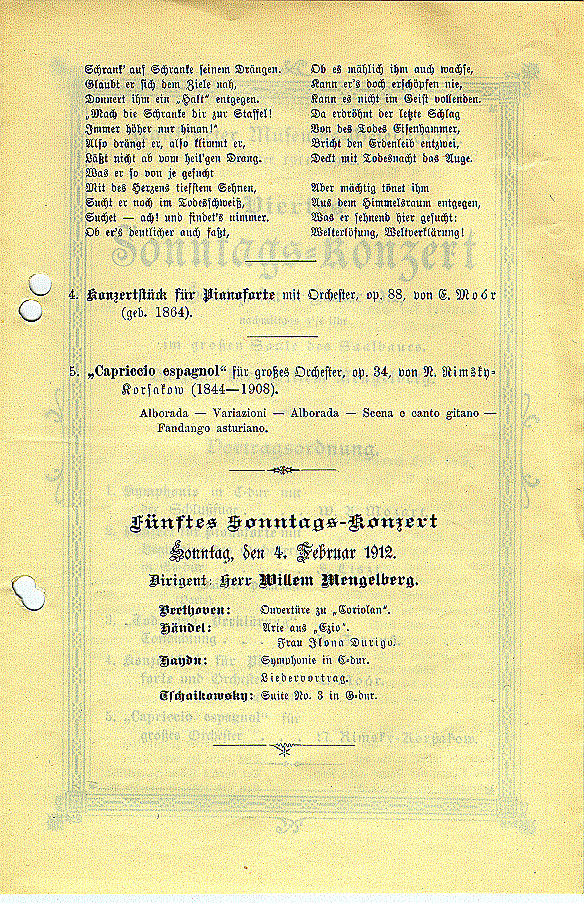 Schrank' auf Schranke seinem Drängen.
Glaubt er sich dem Ziele nah,
Donnert ihm ein „Halt" entgegen.
„Mach die Schranke dir zur Staffel!
Immer höher nur hinan!"
Also drängt er, also klimmt er,
Läßt nicht ab vom heil'gen Drang.
Was er so von je gesucht
Mit des Herzens tiefstem Sehnen,
Sucht er noch im Todesschweiß,
Suchet — ach! und findet's nimmer.
Ob er's deutlicher auch faßt,
Ob es mählich ihm auch wachse,
Kann er's doch erschöpfen nie,
Kann es nicht im Geist vollenden.
Da erdröhnt der letzte Schlag
Von des Todes Eisenhammer,
Bricht den Erdenleib entzwei,
Deckt mit Todesnacht das Auge.
Aber mächtig tönet ihm
Aus dem Himmelsraum entgegen,
Was er sehnend hier gesucht:
Welterlösung, Weltverklärung!
4. Konzertstück für Pianoforte mit Orchester, op. 88, von E. Moór
(geb. 1864).
5. „Capriccio espagnol" für großes Orchester, op. 34, von N. Rimsky-
Korsakow (1844—1908).
Alborada — Variazioni — Alborada — Scena e canto gitano —
Fandango asturiano.
Fünftes Sonntags-Konzert
Sonntag, den 4. Februar 1912.
Dirigent: Herr Willem Mengelberg.
Beethoven: Ouvertüre zu „Coriolan".
Händel: Arie aus „Ezio".
Frau Ilona Durigo.
Haydn: Symphonie in C-dur.
Liedervortrag.
Tschaikowsky: Suite No. 3 in G-dur.